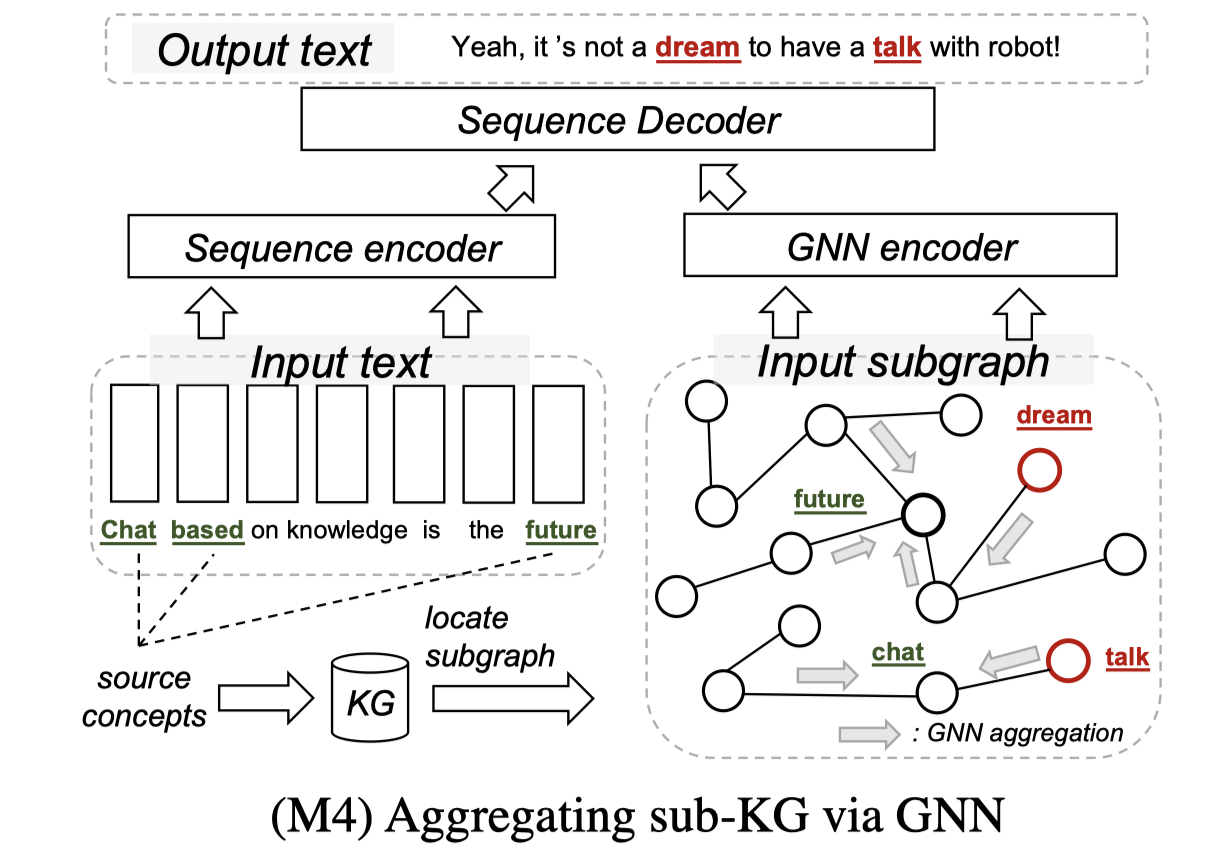 Output text
Yeah, it 's not a dream to have a talk with robot!
Sequence Decoder
Sequence encoder
GNN encoder
Input text
Chat based on knowledge is the future
source
concepts
KG
locate
subgraph
Input subgraph
dream
future
chat
talk
: GNN aggregation
(M4) Aggregating sub-KG via GNN